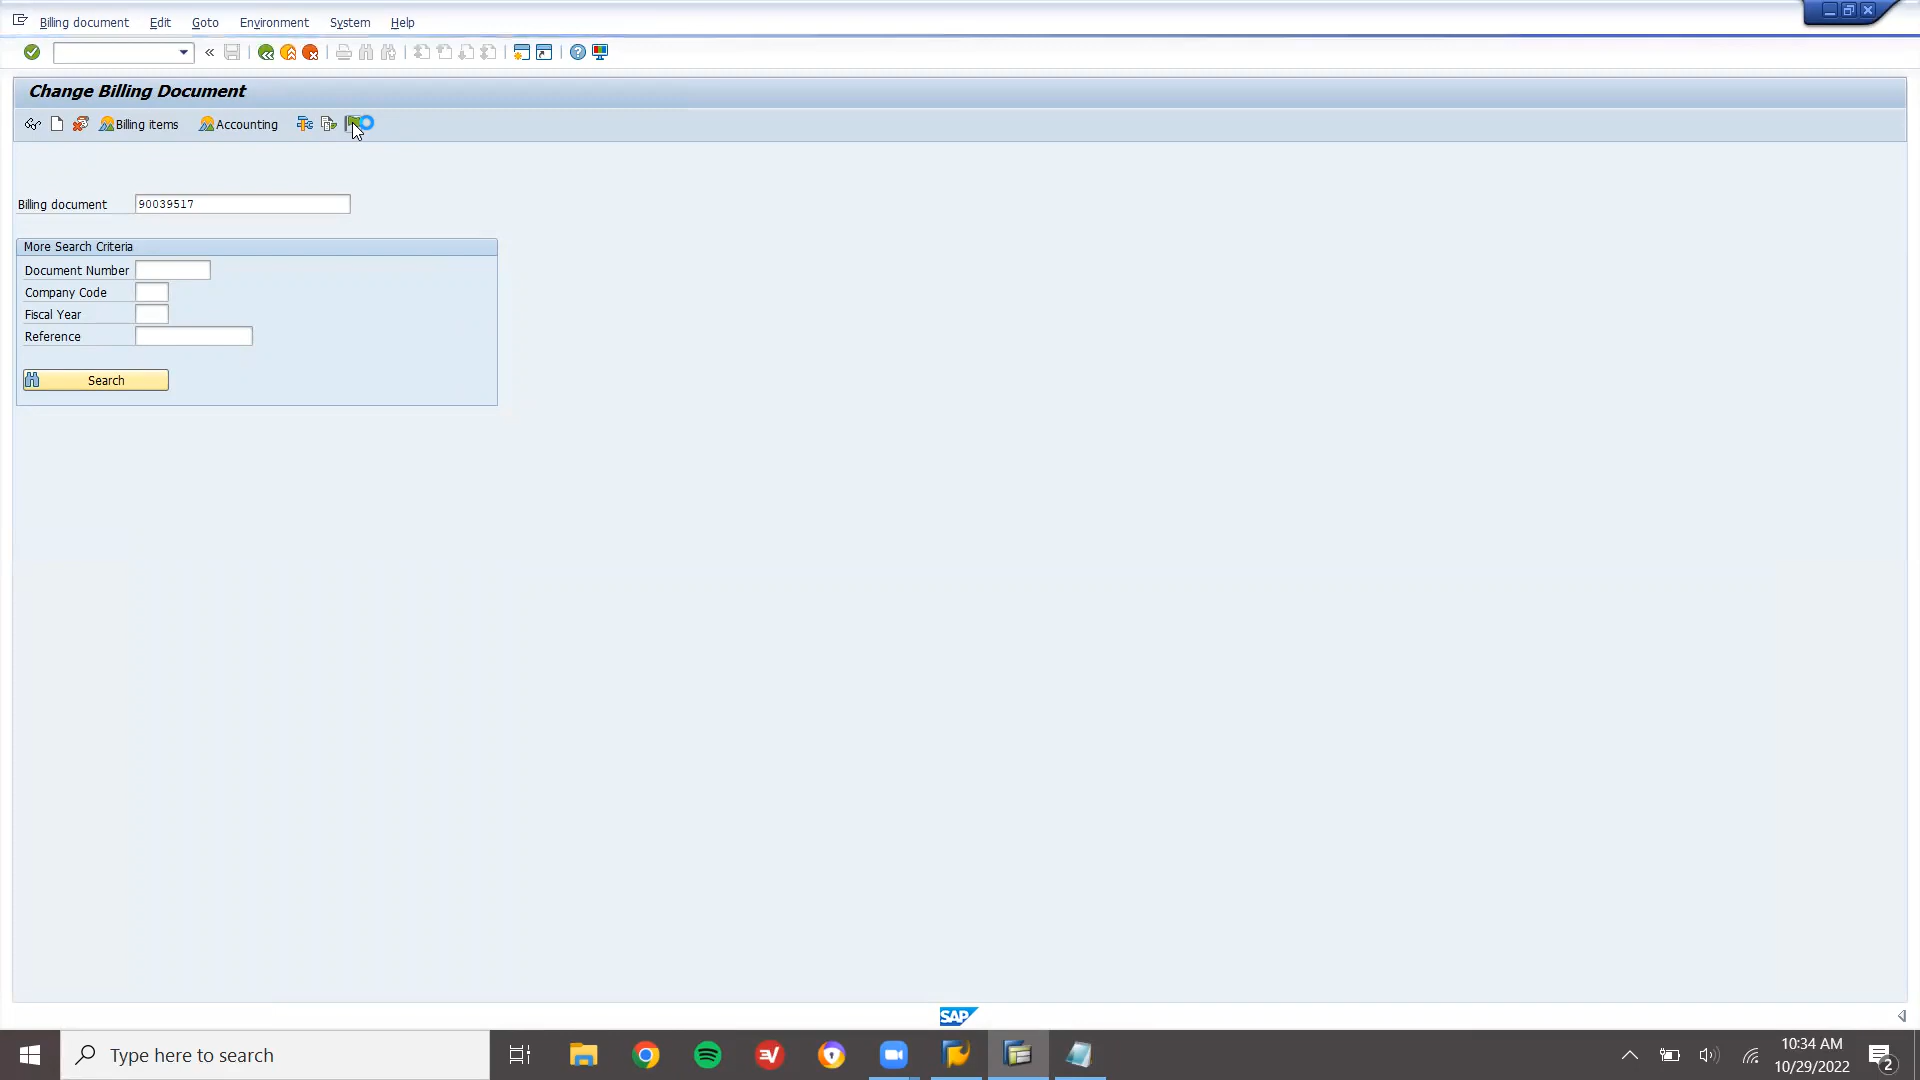 Billing document Edit Goto Environment System Help
Change Billing Document
Billing items Accounting
Billing document 90039517
More Search Criteria
Document Number
Company Code
Fiscal Year
Reference
Search
SAP
Type here to search
10:34 AM
10/29/2022
2